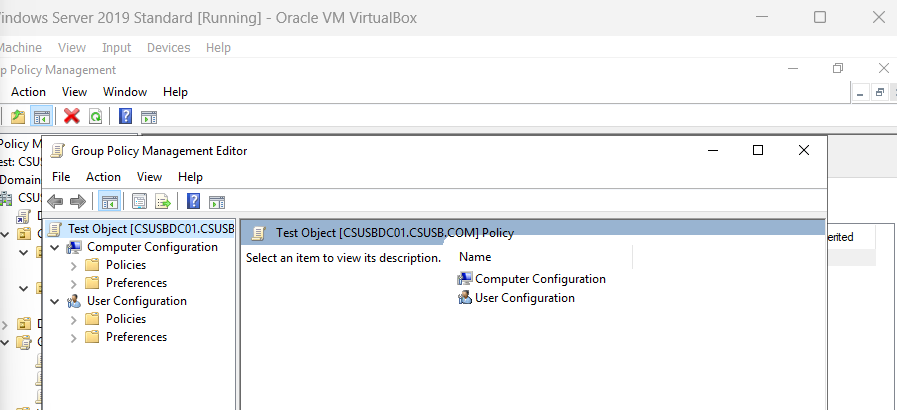 indows Server 2019 Standard [Running] - Oracle VM VirtualBox
Machine View Input Devices Help
p Policy Management
Action View Window Help
Policy M
est: CSU
Domain
CSUS
D
C
D
G
Group Policy Management Editor
File Action View Help
Test Object [CSUSBDC01.CSUSB
Computer Configuration
Policies
Preferences
User Configuration
Policies
Preferences
Test Object [CSUSBDC01.CSUSB.COM] Policy
Select an item to view its description.
Name
Computer Configuration
User Configuration
erited